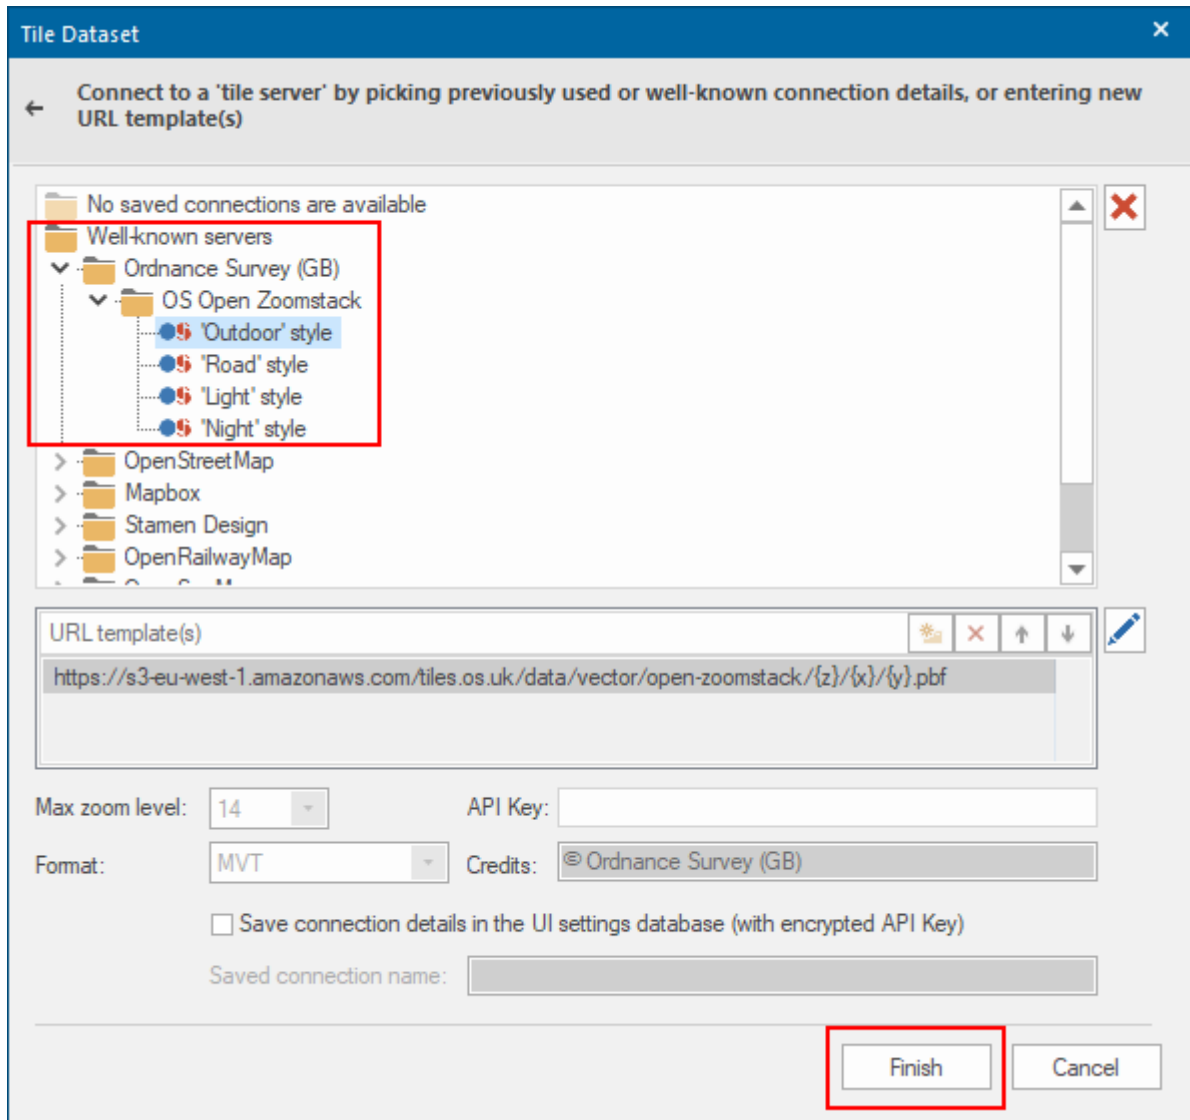 Tile Dataset
Connect to a 'tile server' by picking previously used or well-known connection details, or entering new
URL template(s)
No saved connections are available
Well-known servers
Ordnance Survey (GB)
OS Open Zoomstack
'Outdoor' style
'Road' style
'Light' style
'Night' style
OpenStreetMap
Mapbox
Stamen Design
OpenRailwayMap
URL template(s)
https://s3-eu-west-1.amazonaws.com/tiles.os.uk/data/vector/open-zoomstack/{z}/{x}/{y}.pbf
Max zoom level: 14 API Key:
Format: MVT Credits: © Ordnance Survey (GB)
Save connection details in the UI settings database (with encrypted API Key)
Saved connection name:
Finish Cancel